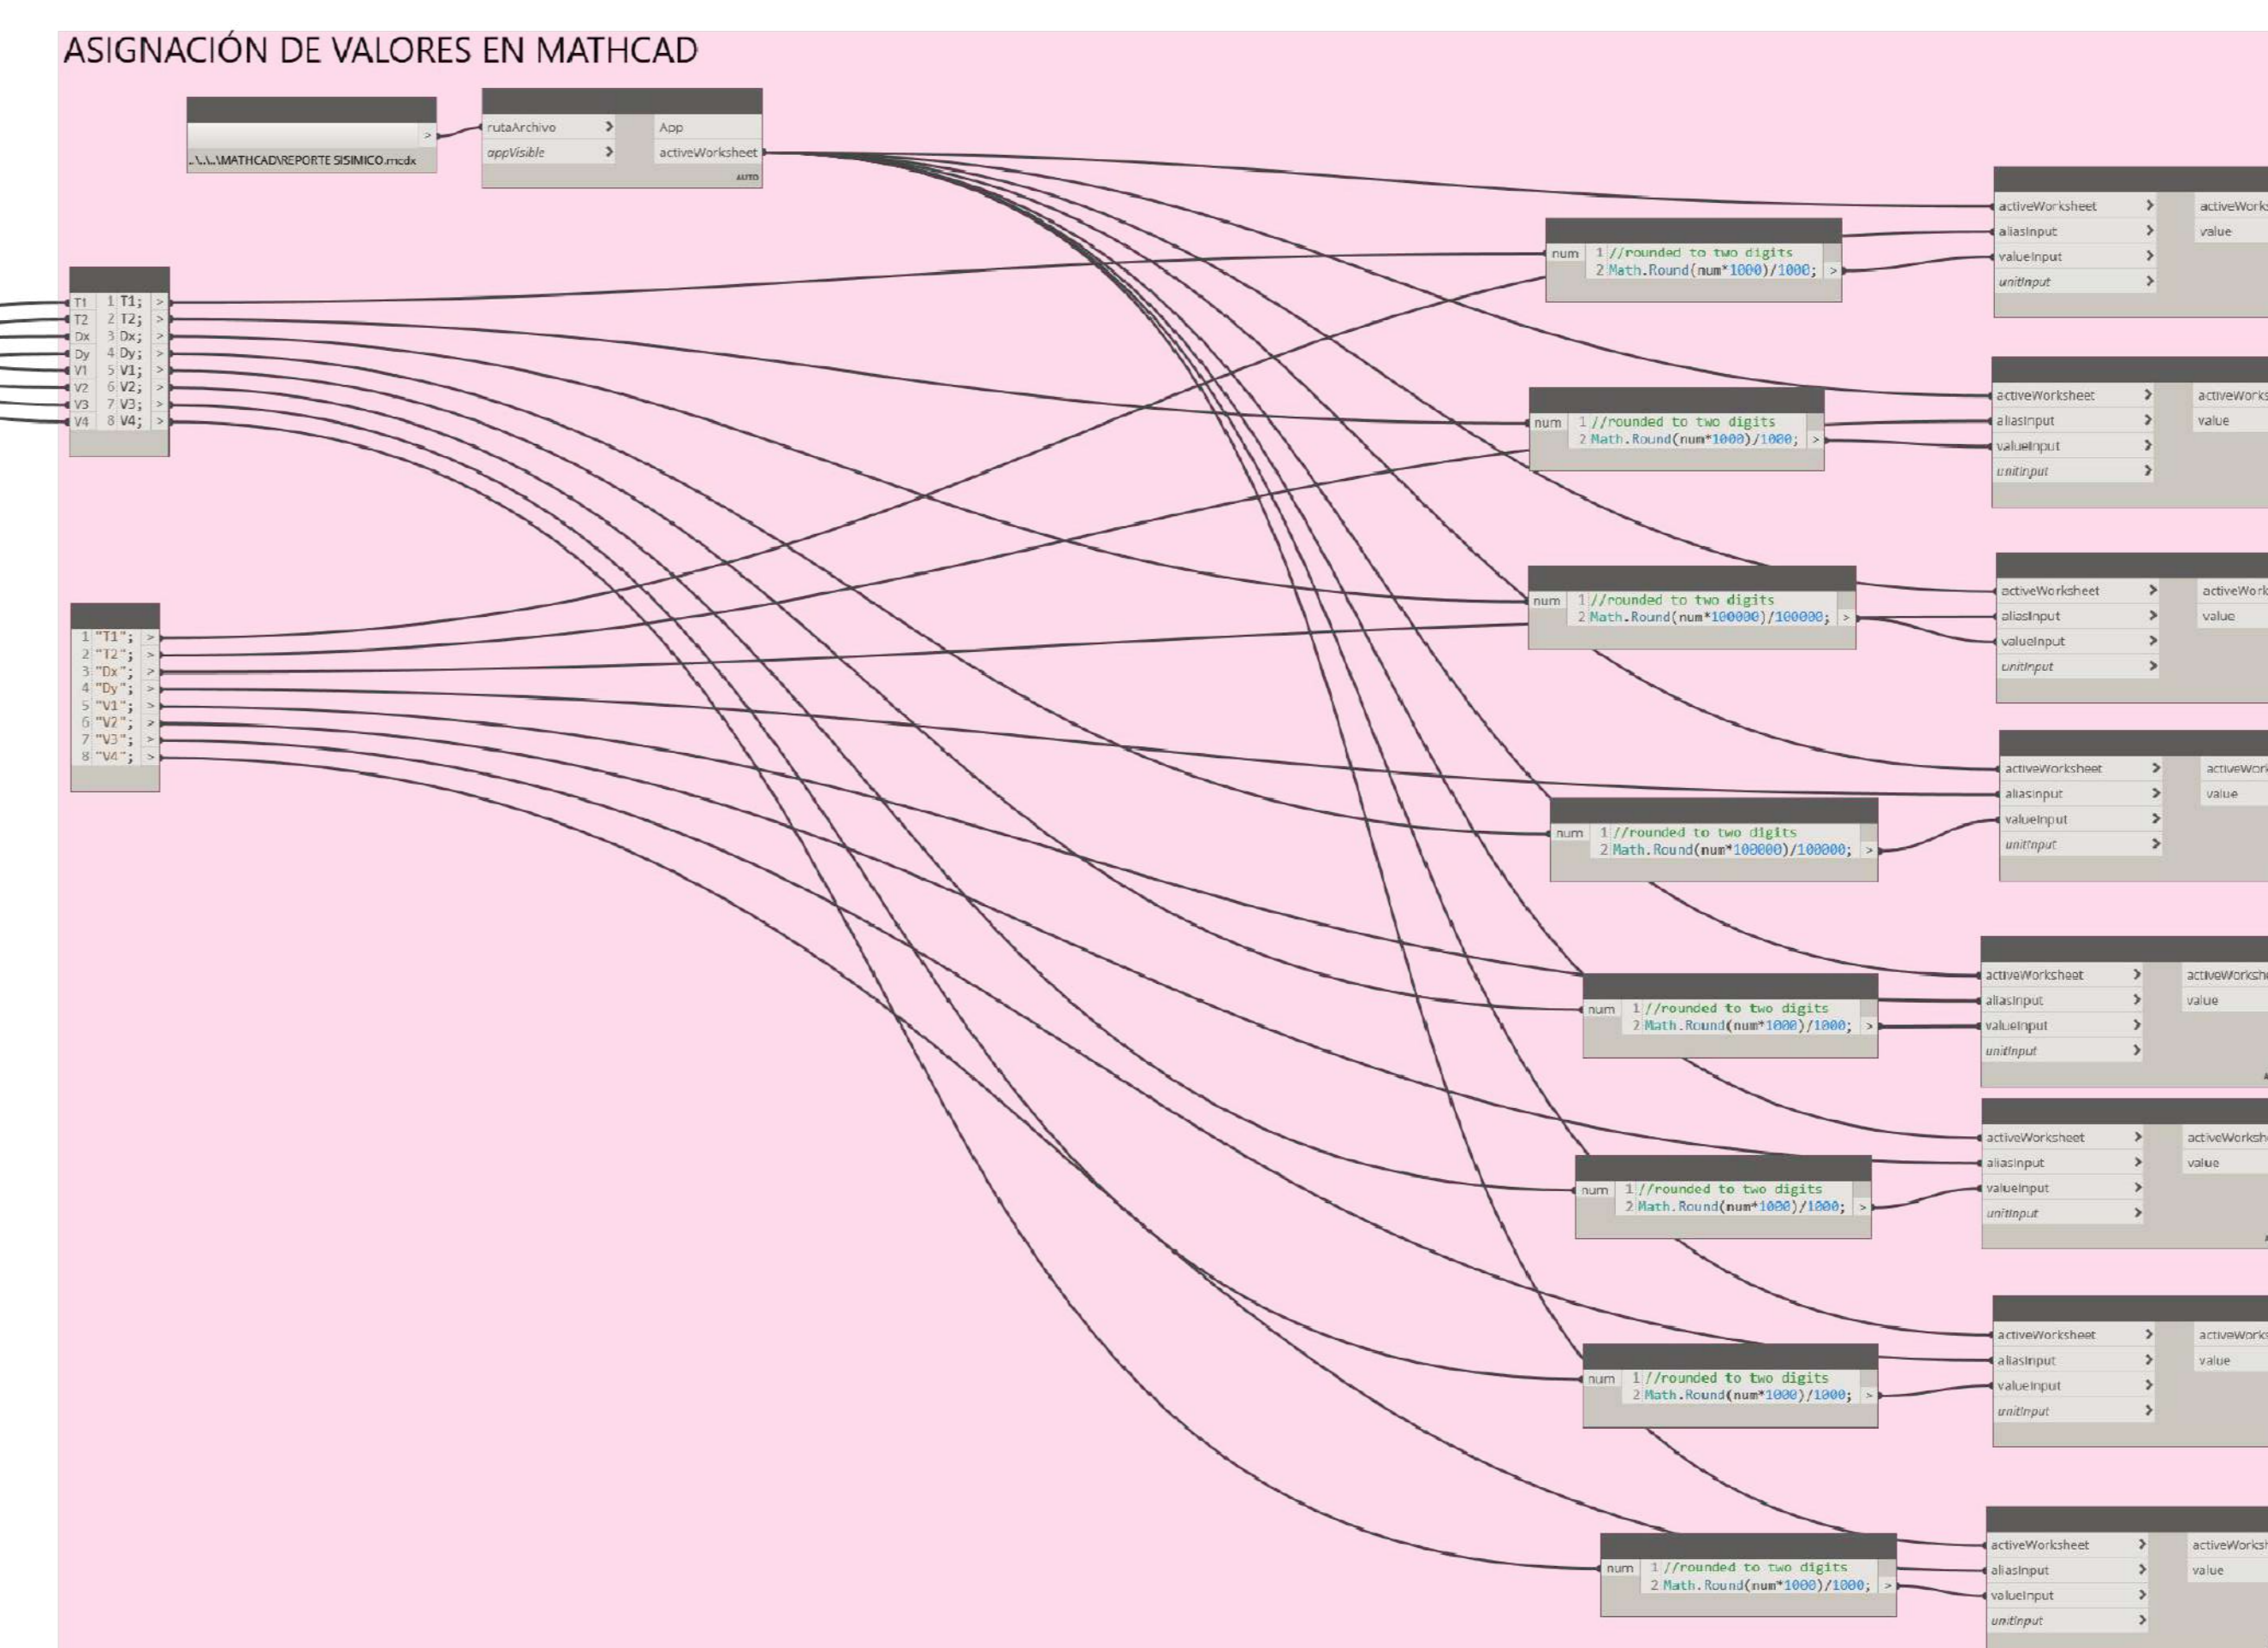 ASIGNACIÓN DE VALORES EN MATHCAD
>
..\..\..\MATHCAD\REPORTE SISIMICO.mcdx
rutaArchivo > App
appVisible > activeWorksheet
AUTO
T1 1 T1; >
T2 2 T2; >
Dx 3 Dx; >
Dy 4 Dy; >
V1 5 V1; >
V2 6 V2; >
V3 7 V3; >
V4 8 V4; >
1 "T1"; >
2 "T2"; >
3 "Dx"; >
4 "Dy"; >
5 "V1"; >
6 "V2"; >
7 "V3"; >
8 "V4"; >
num 1 //rounded to two digits
2 Math.Round(num*1000)/1000; >
num 1 //rounded to two digits
2 Math.Round(num*1000)/1000; >
num 1 //rounded to two digits
2 Math.Round(num*100000)/100000; >
num 1 //rounded to two digits
2 Math.Round(num*100000)/100000; >
num 1 //rounded to two digits
2 Math.Round(num*1000)/1000; >
num 1 //rounded to two digits
2 Math.Round(num*1000)/1000; >
num 1 //rounded to two digits
2 Math.Round(num*1000)/1000; >
num 1 //rounded to two digits
2 Math.Round(num*1000)/1000; >
activeWorksheet > activeWorks
aliasInput > value
valueInput >
unitInput >
activeWorksheet > activeWorks
aliasInput > value
valueInput >
unitInput >
activeWorksheet > activeWork
aliasInput > value
valueInput >
unitInput >
activeWorksheet > activeWor
aliasInput > value
valueInput >
unitInput >
activeWorksheet > activeWorksh
aliasInput > value
valueInput >
unitInput >
activeWorksheet > activeWorksh
aliasInput > value
valueInput >
unitInput >
activeWorksheet > activeWorks
aliasInput > value
valueInput >
unitInput >
activeWorksheet > activeWorks
aliasInput > value
valueInput >
unitInput >